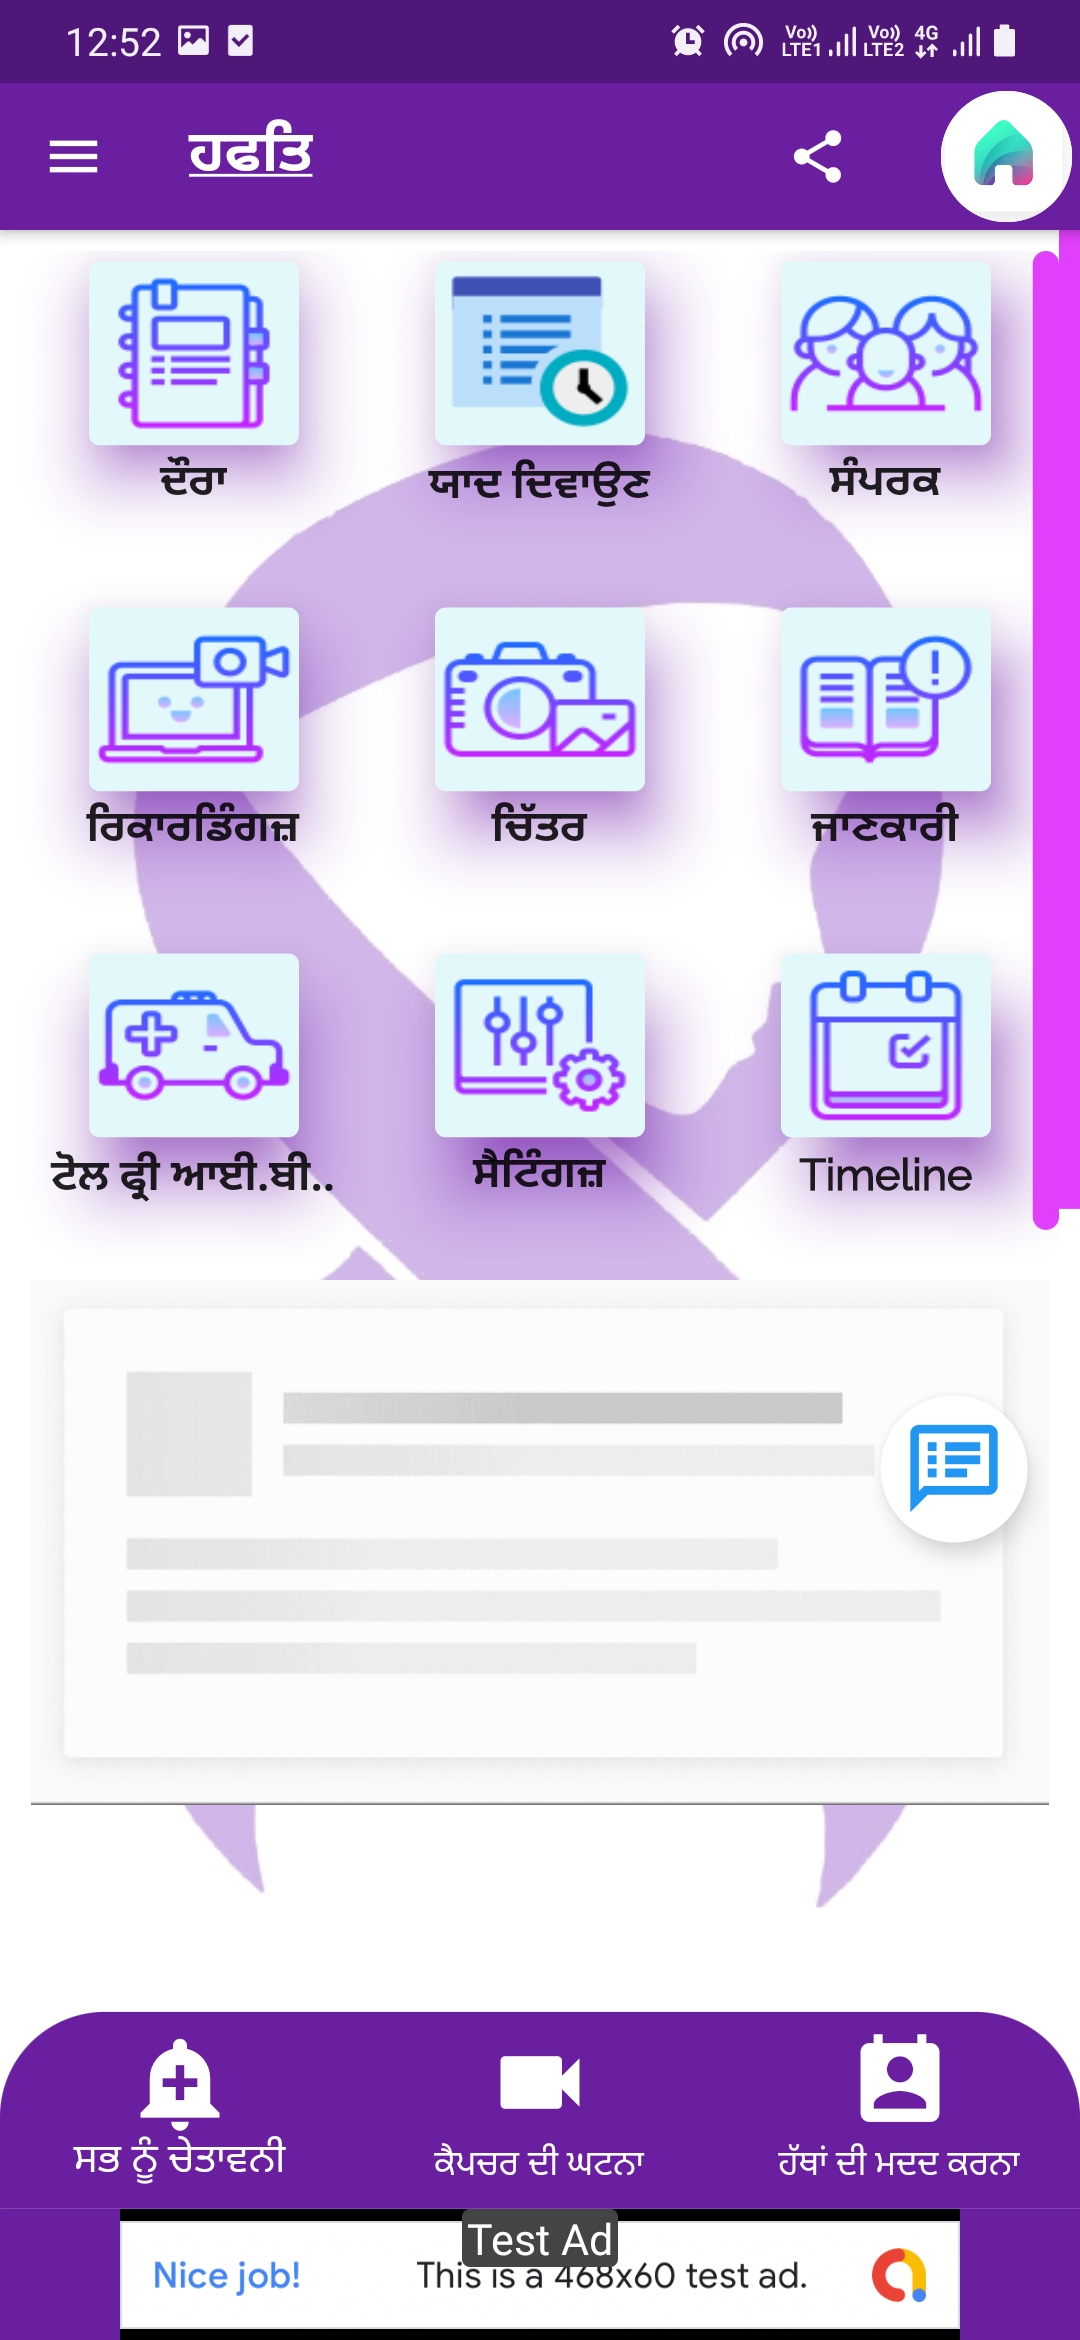 12:52
Vo)) LTE1 Vo)) LTE2 4G
ਹਫਤਿ
ਦੌਰਾ ਯਾਦ ਦਿਵਾਉਣ ਸੰਪਰਕ
ਰਿਕਾਰਡਿੰਗਜ਼ ਚਿੱਤਰ ਜਾਣਕਾਰੀ
ਟੋਲ ਫ੍ਰੀ ਆਈ.ਬੀ.. ਸੈਟਿੰਗਜ਼ Timeline
ਸਭ ਨੂੰ ਚੇਤਾਵਨੀ ਕੈਪਚਰ ਦੀ ਘਟਨਾ ਹੱਥਾਂ ਦੀ ਮਦਦ ਕਰਨਾ
Test Ad
Nice job! This is a 468x60 test ad.